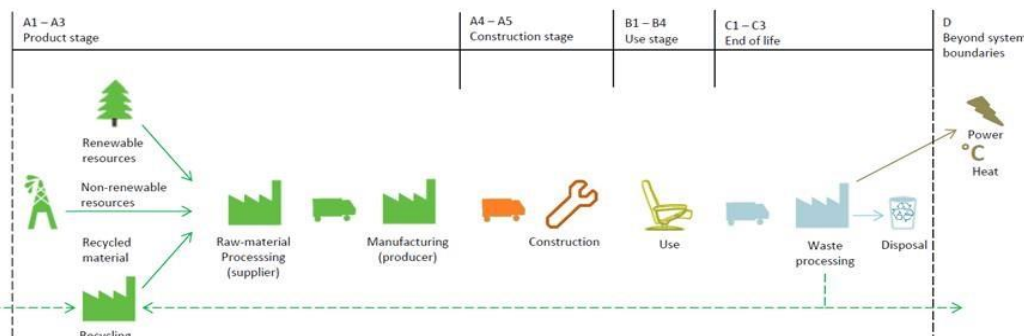 A1 – A3
Product stage
A4 – A5
Construction stage
B1 – B4
Use stage
C1 – C3
End of life
D
Beyond system
boundaries
Renewable
resources
Power
°C
Heat
Non-renewable
resources
Recycled
material
Raw-material
Processsing
(supplier)
Manufacturing
(producer)
Construction
Use
Waste
processing
Disposal
Recycling